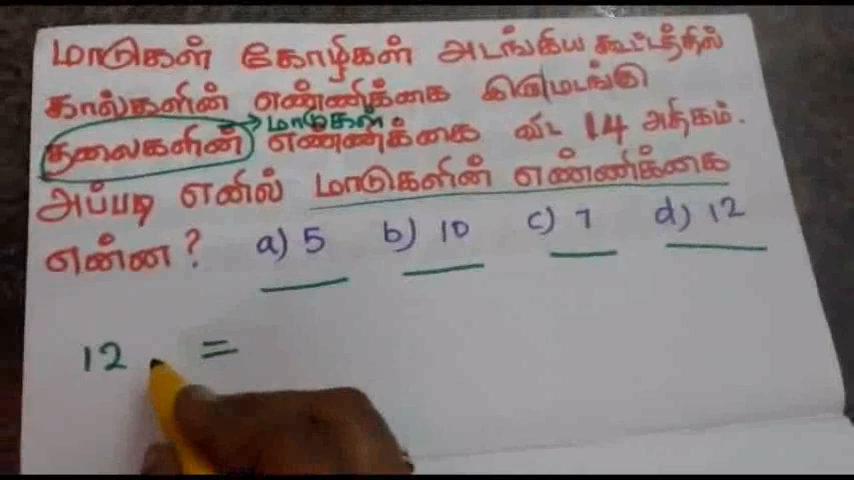 மாடுகள் கோழிகள் அடங்கிய கூட்டத்தில்
கால்களின் எண்ணிக்கை இருமடங்கு
மாடுகள்
தலைகளின் எண்ணிக்கை விட 14 அதிகம்.
அப்படி எனில் மாடுகளின் எண்ணிக்கை
என்ன? a) 5 b) 10 c) 7 d) 12
12 =